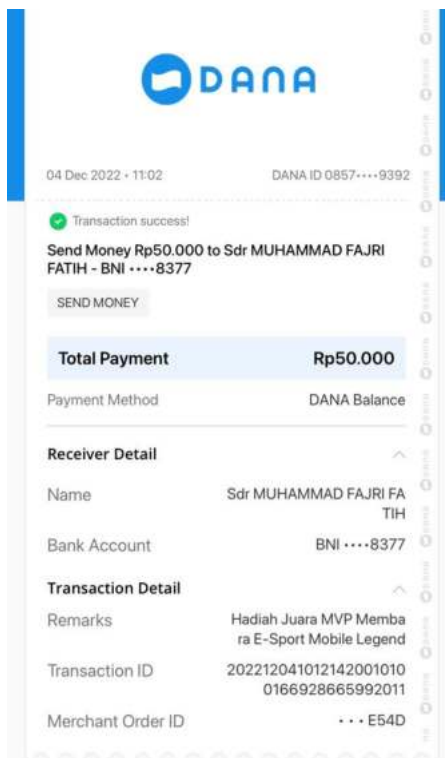 DANA
04 Dec 2022 • 11:02 DANA ID 0857••••9392
Transaction success!
Send Money Rp50.000 to Sdr MUHAMMAD FAJRI
FATIH - BNI ••••8377
SEND MONEY
Total Payment Rp50.000
Payment Method DANA Balance
Receiver Detail
Name Sdr MUHAMMAD FAJRI FA
TIH
Bank Account BNI ••••8377
Transaction Detail
Remarks Hadiah Juara MVP Memba
ra E-Sport Mobile Legend
Transaction ID 202212041012142001010
0166928665992011
Merchant Order ID • • • E54D